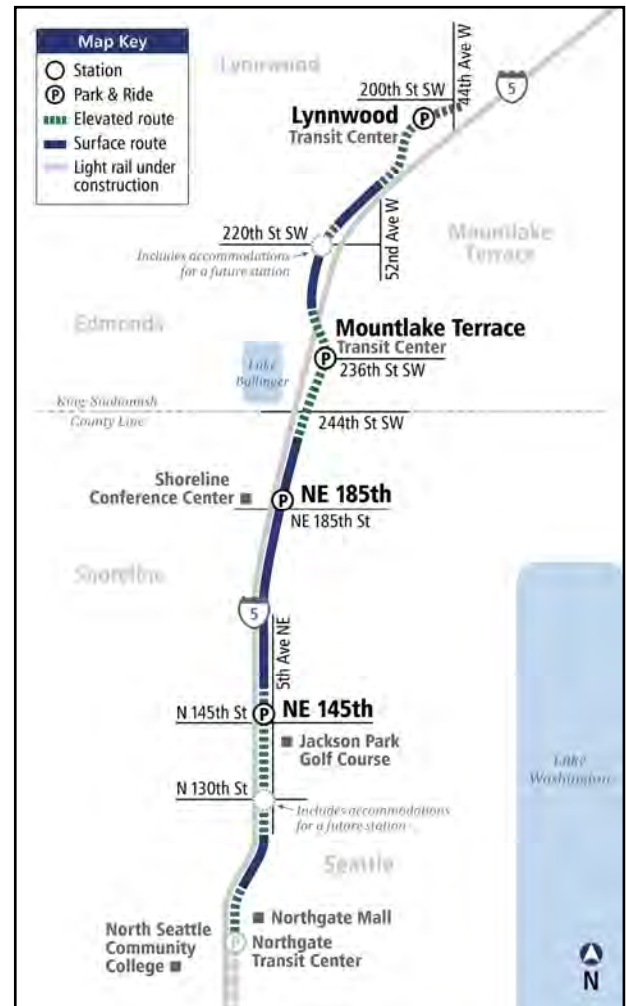 Map Key
Station
P Park & Ride
Elevated route
Surface route
Light rail under
construction
Lynnwood
200th St SW
44th Ave W
5
Lynnwood
Transit Center
P
220th St SW
Includes accommodations
for a future station
52nd Ave W
Mountlake
Terrace
Edmonds
Mountlake Terrace
Transit Center
P
236th St SW
Lake
Ballinger
King Snohomish
County Line
244th St SW
Shoreline
Conference Center
P
NE 185th
NE 185th St
Shoreline
5
5th Ave NE
N 145th St
P
NE 145th
Jackson Park
Golf Course
N 130th St
Includes accommodations
for a future station
Lake
Washington
Seattle
Northgate Mall
North Seattle
Community
College
P
Northgate
Transit Center
N